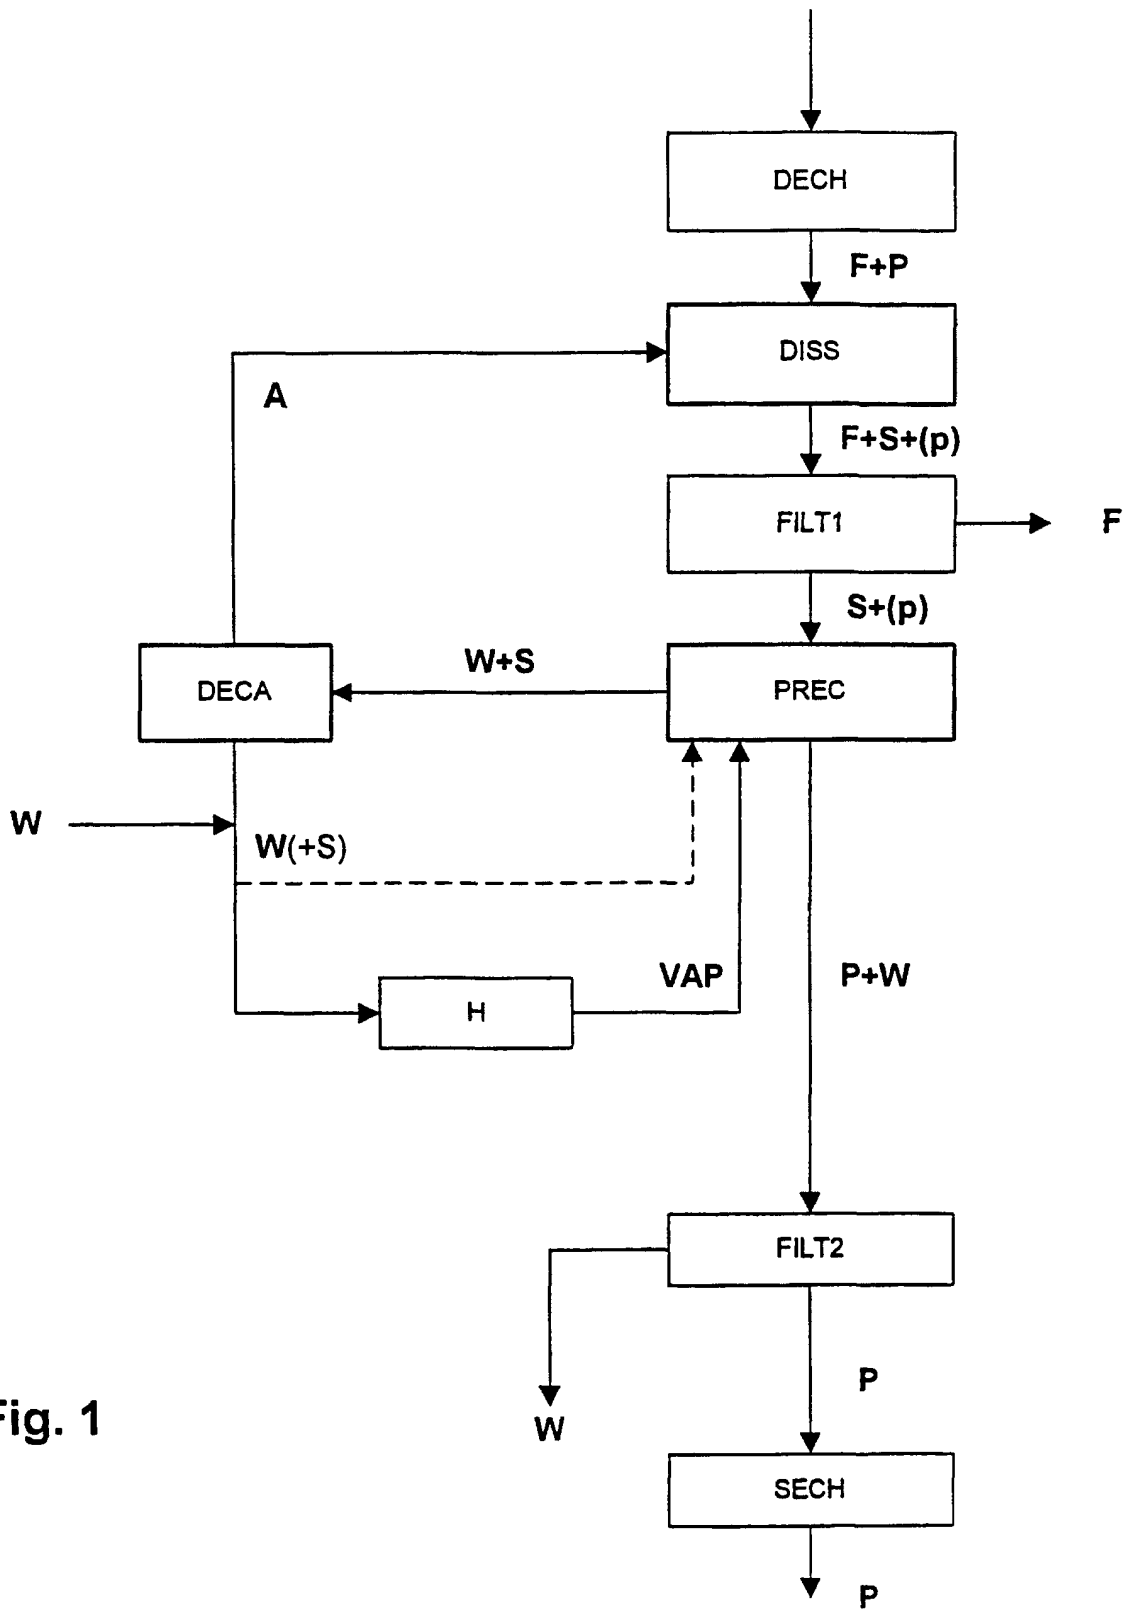 DECH
F+P
DISS
A
F+S+(p)
FILT1
F
S+(p)
W+S
DECA
PREC
W
W(+S)
VAP
P+W
H
FILT2
P
W
Fig. 1
SECH
P